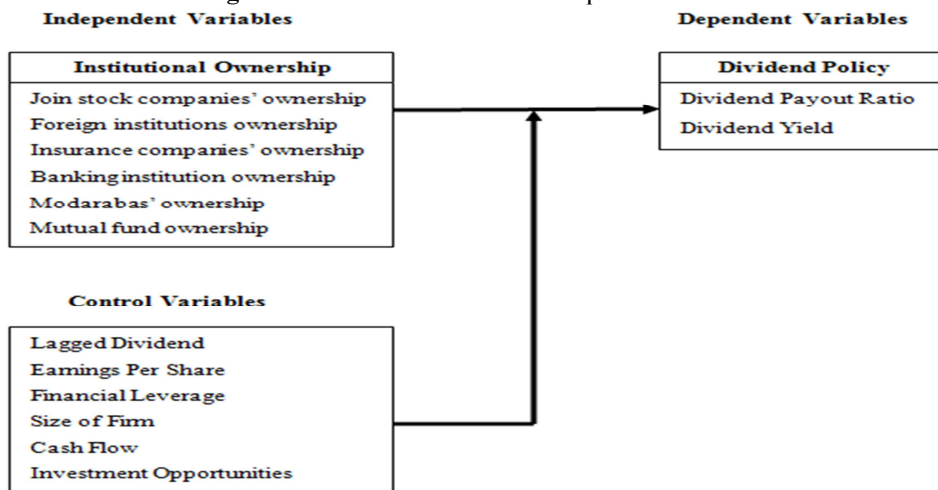 Independent Variables
Dependent Variables
Institutional Ownership
Join stock companies' ownership
Foreign institutions ownership
Insurance companies' ownership
Banking institution ownership
Modarabas' ownership
Mutual fund ownership
Dividend Policy
Dividend Payout Ratio
Dividend Yield
Control Variables
Lagged Dividend
Earnings Per Share
Financial Leverage
Size of Firm
Cash Flow
Investment Opportunities